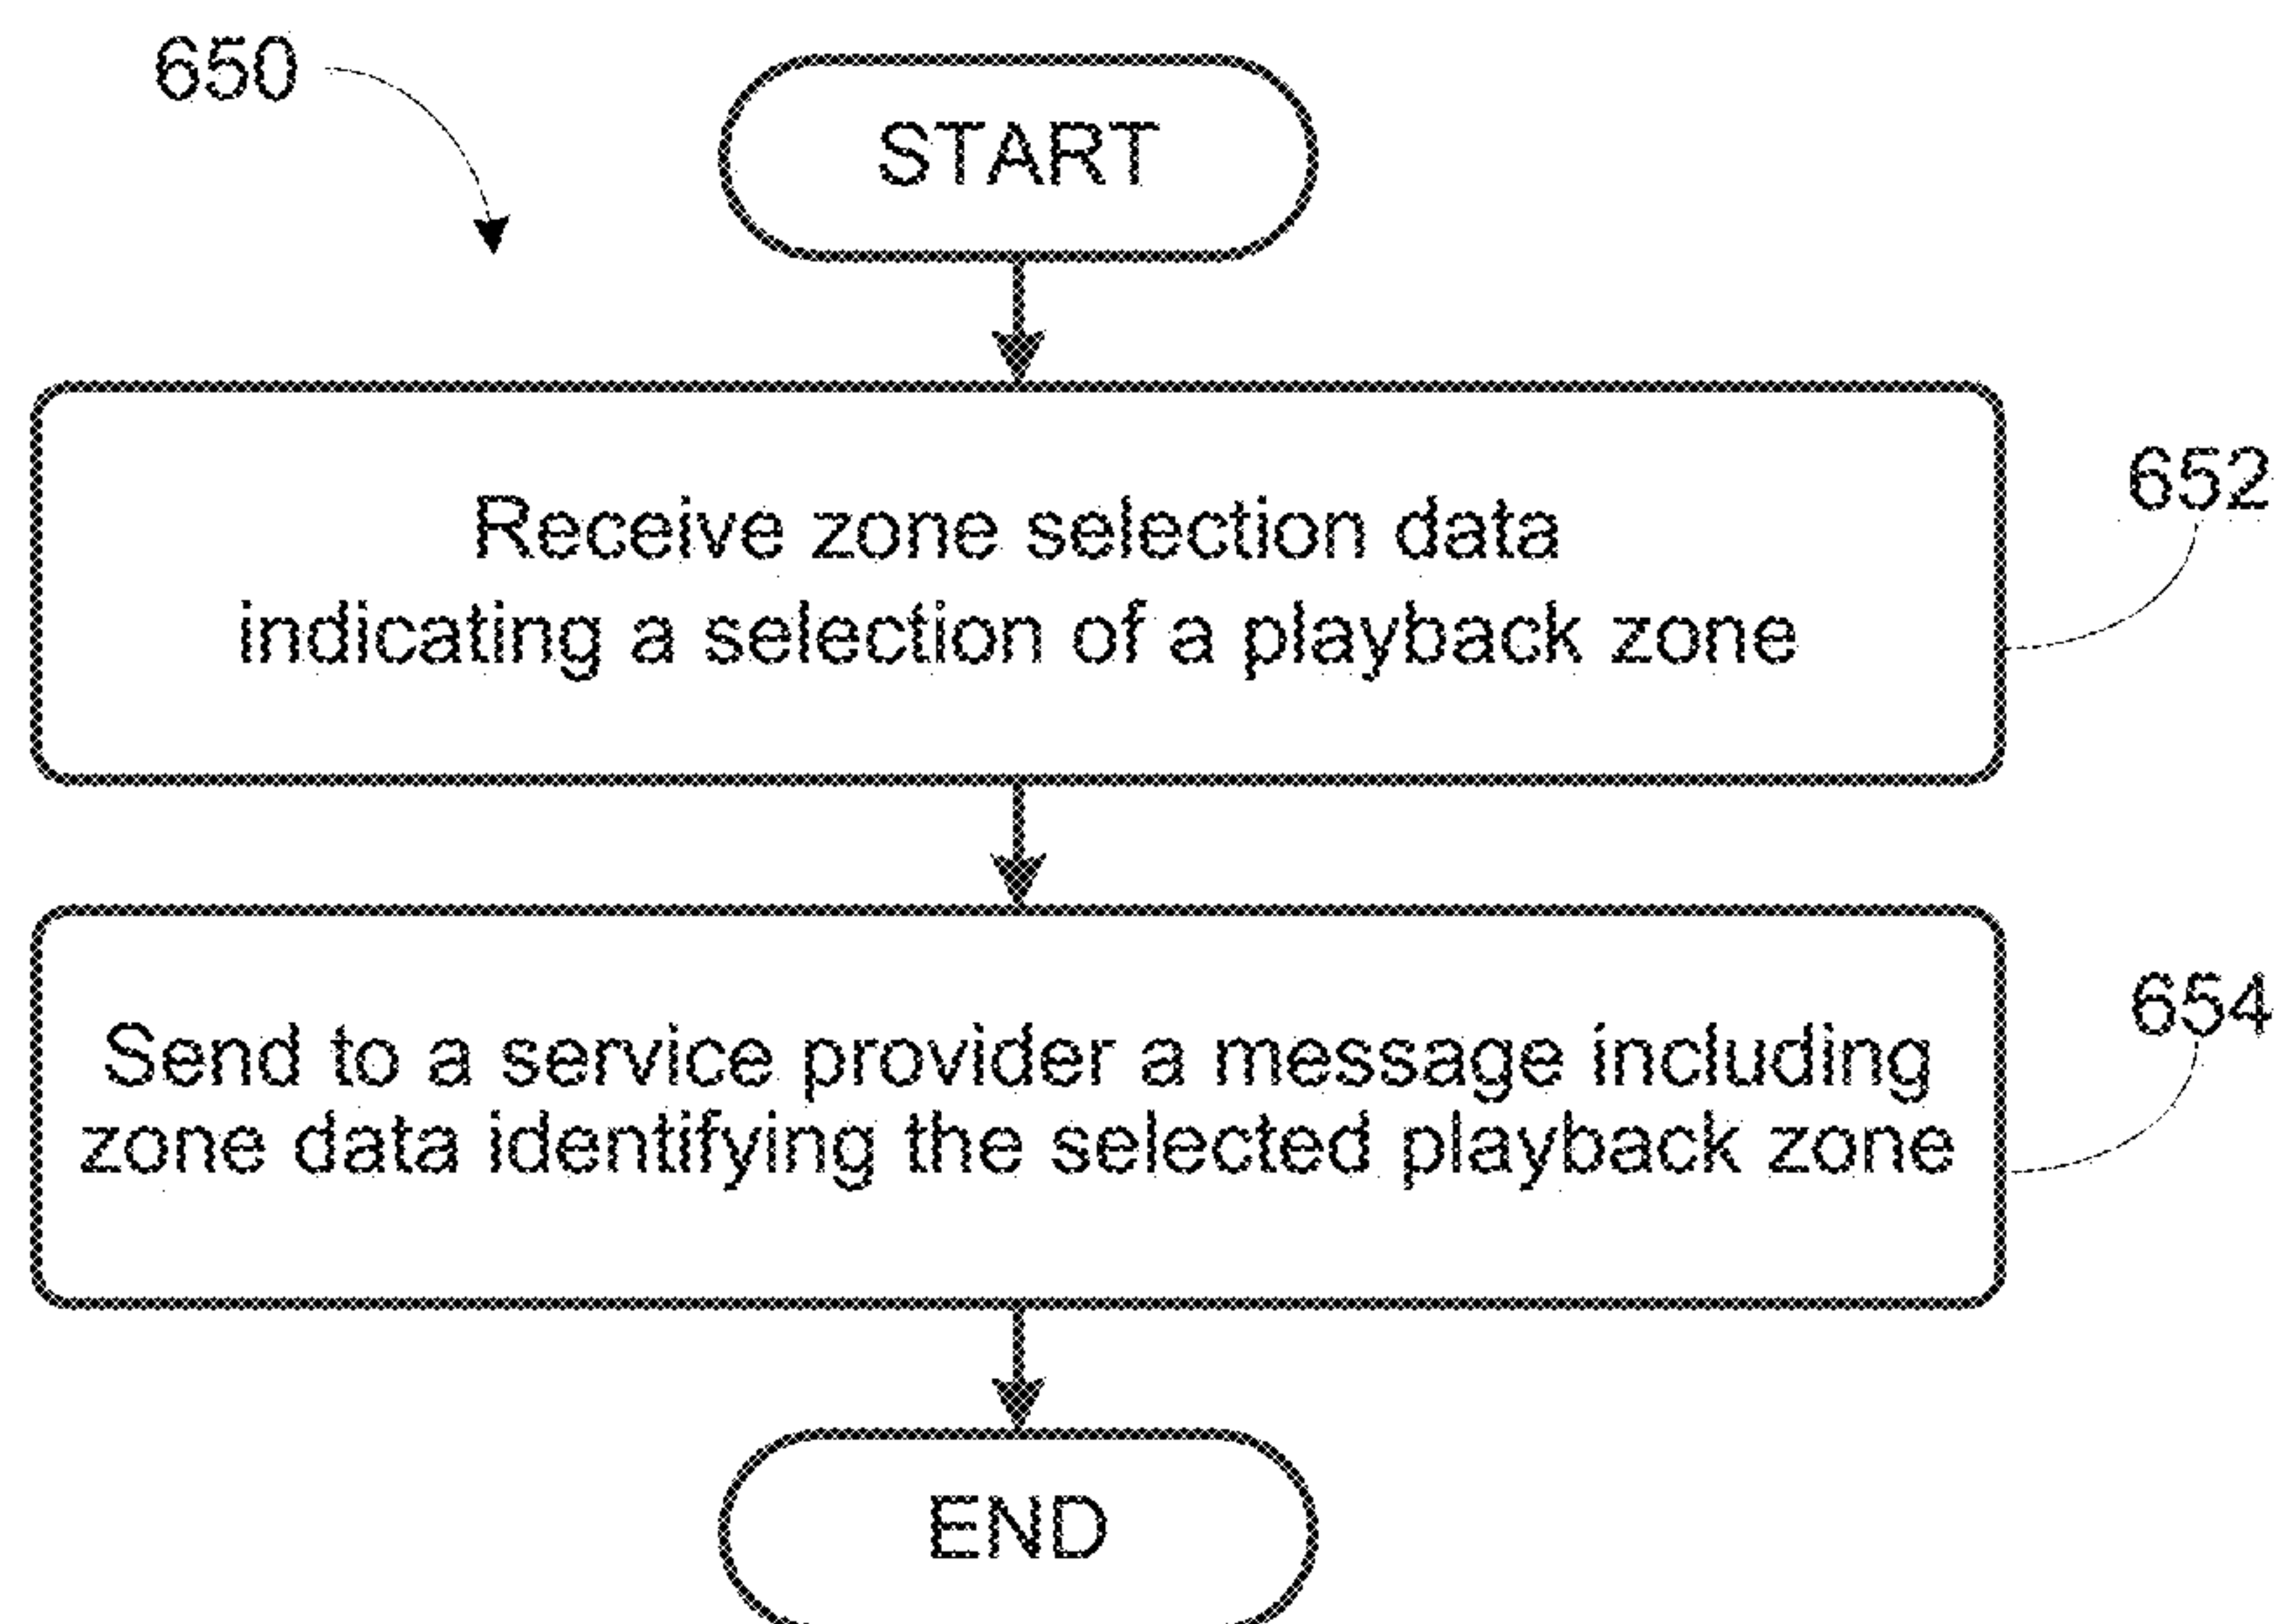 650
START
Receive zone selection data
indicating a selection of a playback zone
652
Send to a service provider a message including
zone data identifying the selected playback zone
654
END